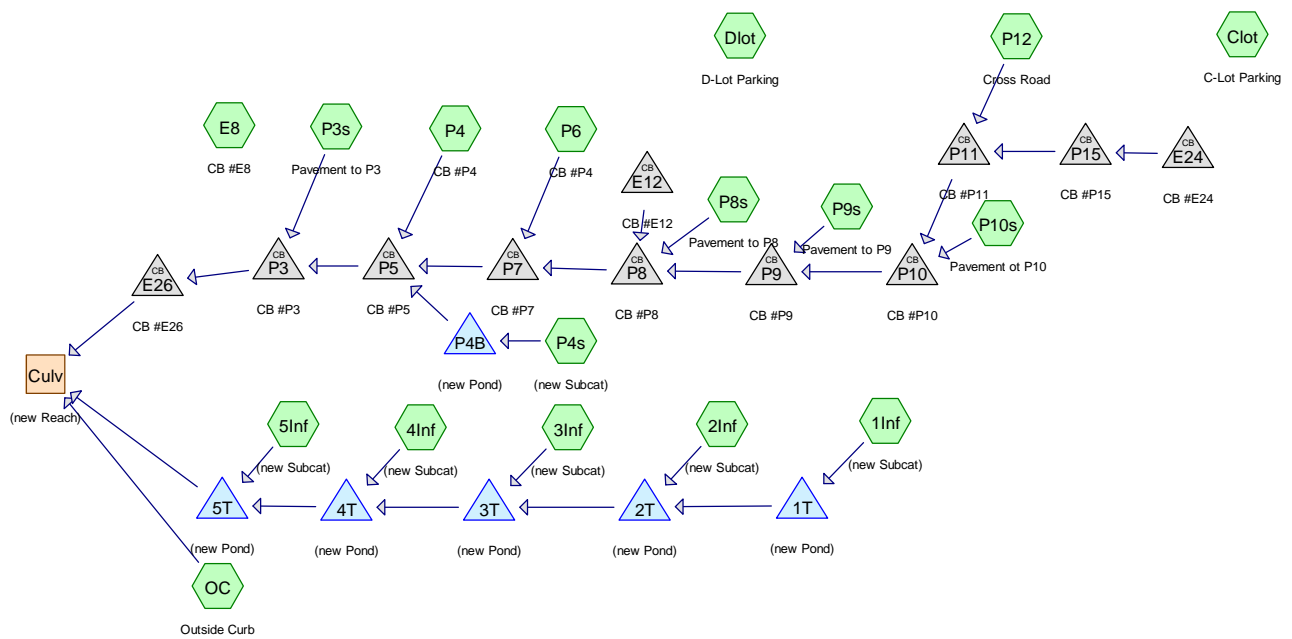 Dlot
D-Lot Parking
P12
Cross Road
Clot
C-Lot Parking
E8
CB #E8
P3s
Pavement to P3
P4
CB #P4
P6
CB #P4
CB
E12
CB #E12
P8s
Pavement to P8
P9s
Pavement to P9
CB
P11
CB #P11
CB
P15
CB #P15
CB
E24
CB #E24
P10s
Pavement ot P10
CB
E26
CB #E26
CB
P3
CB #P3
CB
P5
CB #P5
CB
P7
CB #P7
CB
P8
CB #P8
CB
P9
CB #P9
CB
P10
CB #P10
P4B
(new Pond)
P4s
(new Subcat)
Culv
(new Reach)
5Inf
(new Subcat)
4Inf
(new Subcat)
3Inf
(new Subcat)
2Inf
(new Subcat)
1Inf
(new Subcat)
5T
(new Pond)
4T
(new Pond)
3T
(new Pond)
2T
(new Pond)
1T
(new Pond)
OC
Outside Curb